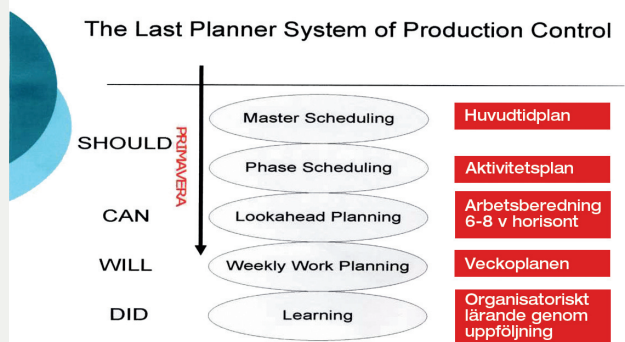 The Last Planner System of Production Control
SHOULD
PRIMAVERA
Master Scheduling
Huvudtidplan
Phase Scheduling
Aktivitetsplan
CAN
Lookahead Planning
Arbetsberedning
6-8 v horisont
WILL
Weekly Work Planning
Veckoplanen
DID
Learning
Organisatoriskt
lärande genom
uppföljning